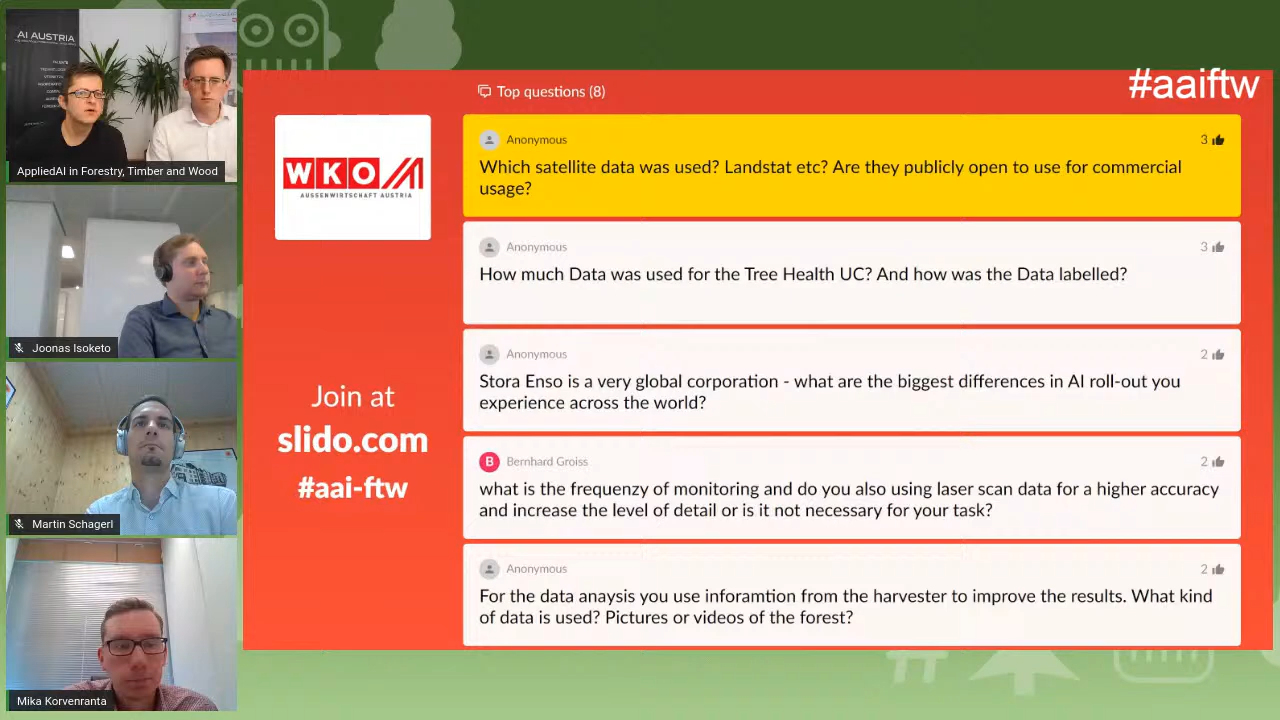 AI AUSTRIA
AppliedAI in Forestry, Timber and Wood
Joonas Isoketo
Martin Schagerl
Mika Korvenranta
#aaiftw
WKO
AUSSENWIRTSCHAFT AUSTRIA
Join at
slido.com
#aai-ftw
Top questions (8)
Anonymous
3
Which satellite data was used? Landstat etc? Are they publicly open to use for commercial
usage?
Anonymous
3
How much Data was used for the Tree Health UC? And how was the Data labelled?
Anonymous
2
Stora Enso is a very global corporation - what are the biggest differences in AI roll-out you
experience across the world?
B
Bernhard Groiss
2
what is the frequenzy of monitoring and do you also using laser scan data for a higher accuracy
and increase the level of detail or is it not necessary for your task?
Anonymous
2
For the data anaysis you use inforamtion from the harvester to improve the results. What kind
of data is used? Pictures or videos of the forest?